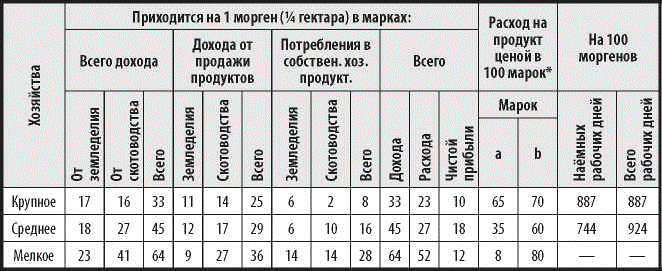 Хозяйства
Приходится на 1 морген (¼ гектара) в марках:
Расход на продукт ценой в 100 марок*
На 100 моргенов
Всего дохода
Дохода от продажи продуктов
Потребления в собствен. хоз. продукт.
Всего
Марок
От земледелия
От скотоводства
Всего
Земледелия
Скотоводства
Всего
Земледелия
Скотоводства
Всего
Дохода
Расхода
Чистой прибыли
a
b
Наёмных рабочих дней
Всего рабочих дней
Крупное 17 16 33 11 14 25 6 2 8 33 23 10 65 70 887 887
Среднее 18 27 45 12 17 29 6 10 16 45 27 18 35 60 744 924
Мелкое 23 41 64 9 27 36 14 14 28 64 52 12 8 80 — —